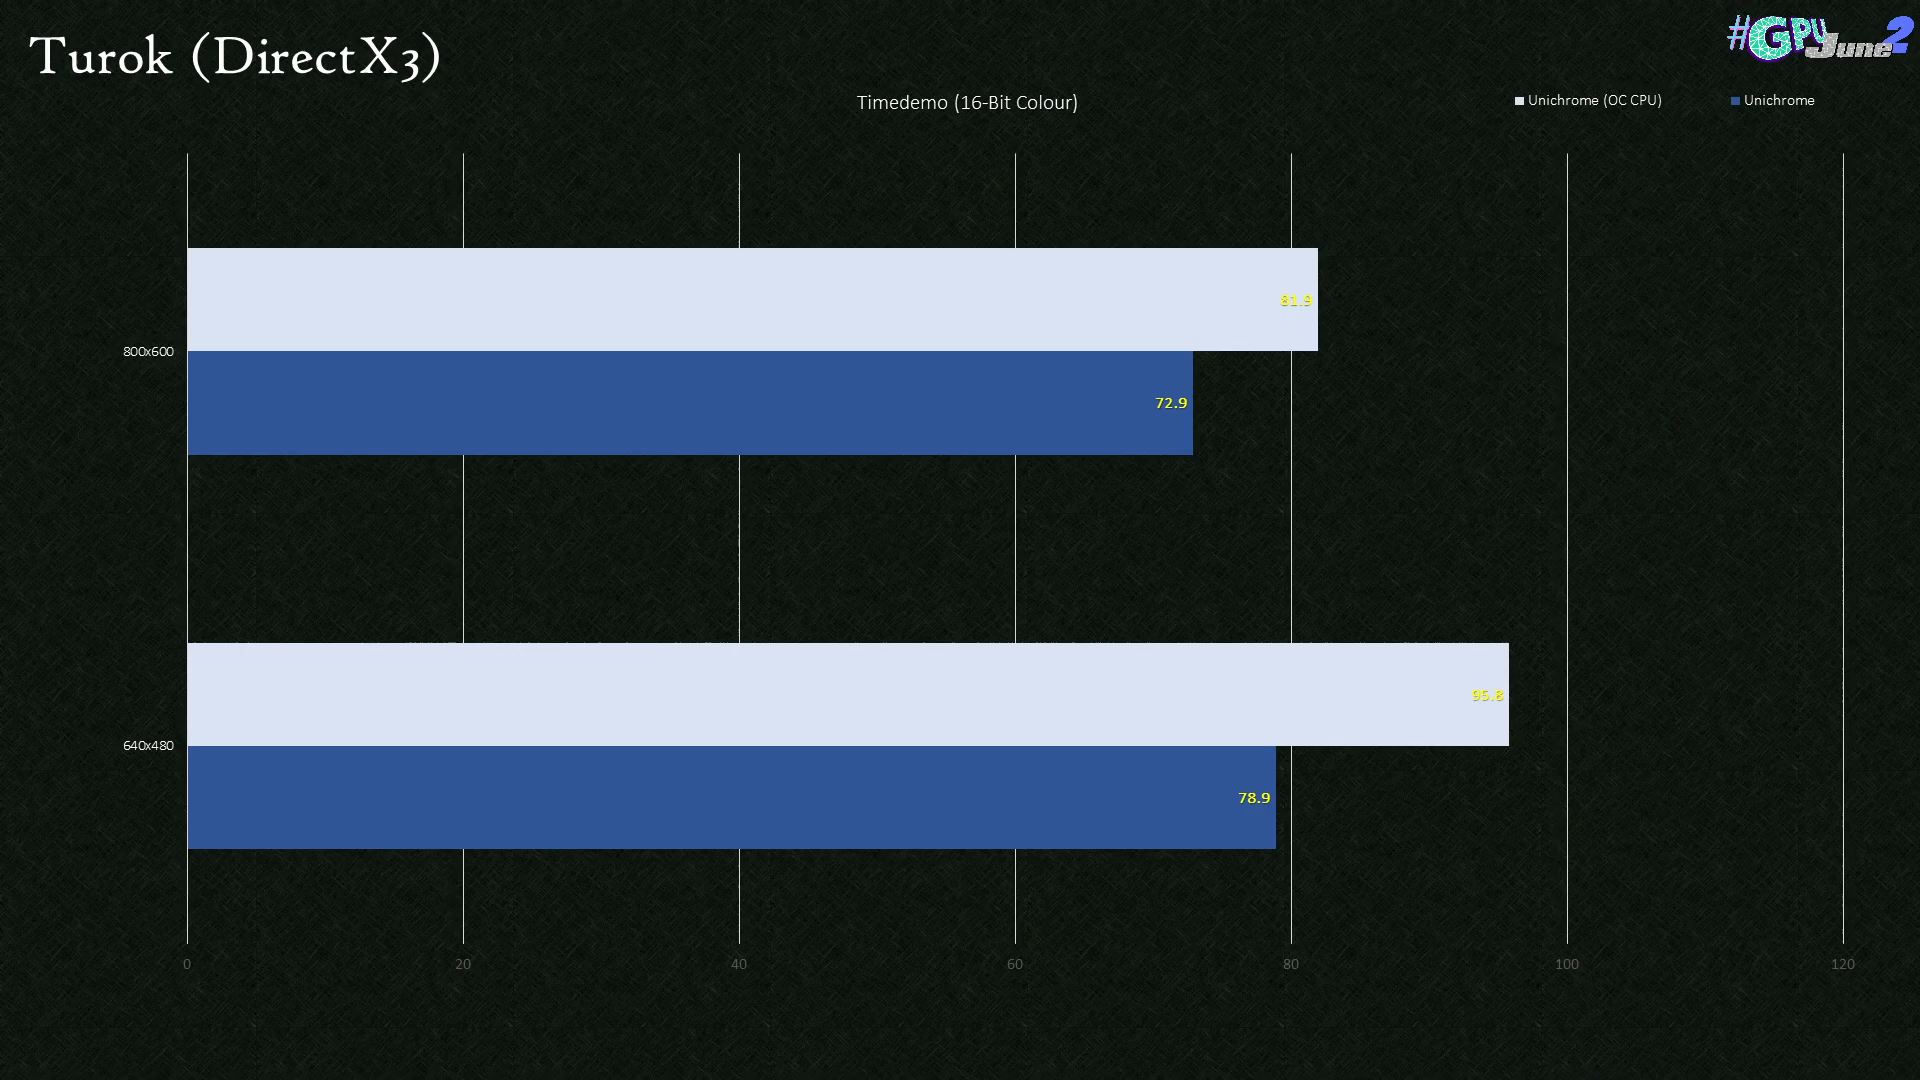 Turok (DirectX3)
#GPUJune2
Timedemo (16-Bit Colour)
Unichrome (OC CPU)
Unichrome
81.9
800x600
72.9
95.8
640x480
78.9
0
20
40
60
80
100
120